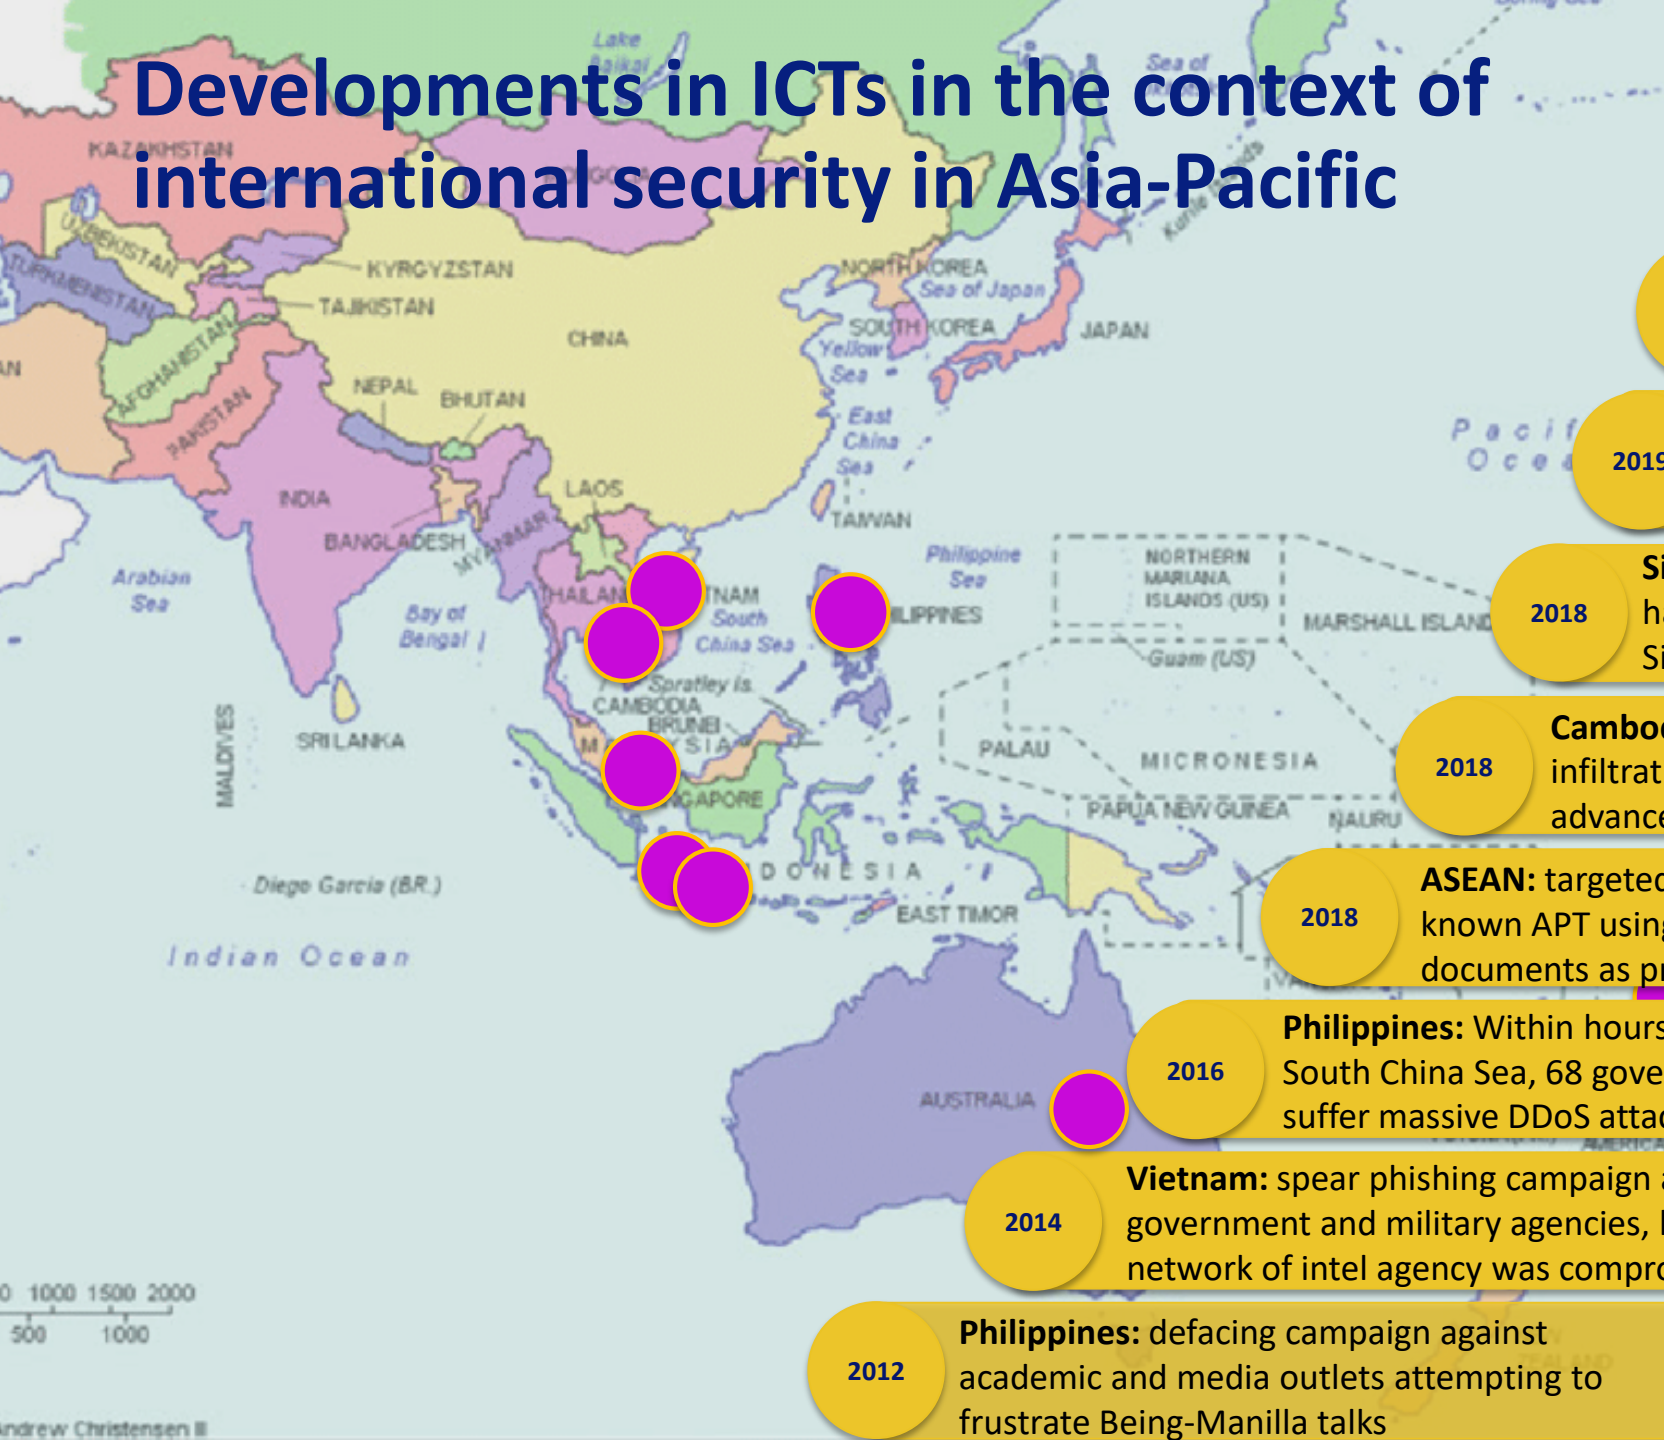 Developments in ICTs in the context of
international security in Asia-Pacific
Lake
Baikal
Sea of
KAZAKHSTAN
UZBEKISTAN
TURKMENISTAN
KYRGYZSTAN
TAJIKISTAN
AFGHANISTAN
PAKISTAN
NEPAL
BHUTAN
CHINA
NORTH KOREA
Sea of Japan
SOUTH KOREA
JAPAN
Yellow
Sea
Kurile Islands
East
China
Sea
TAIWAN
INDIA
BANGLADESH
MYANMAR
LAOS
Arabian
Sea
Bay of
Bengal
South
China Sea
Philippine
Sea
NORTHERN
MARIANA
ISLANDS (US)
Guam (US)
Spratley is.
CAMBODIA
BRUNEI
MALDIVES
SRI LANKA
PALAU
MICRONESIA
PAPUA NEW GUINEA
NAURU
Diego Garcia (BR.)
EAST TIMOR
Indian Ocean
AUSTRALIA
2019
2018
2018
infiltrat
advance
2018
ASEAN: targeted
known APT using
documents as pr
2016
Philippines: Within hours
South China Sea, 68 gove
suffer massive DDoS attac
2014
Vietnam: spear phishing campaign a
government and military agencies,
network of intel agency was compro
2012
Philippines: defacing campaign against
academic and media outlets attempting to
frustrate Being-Manilla talks
0 1000 1500 2000
500 1000
Andrew Christensen II